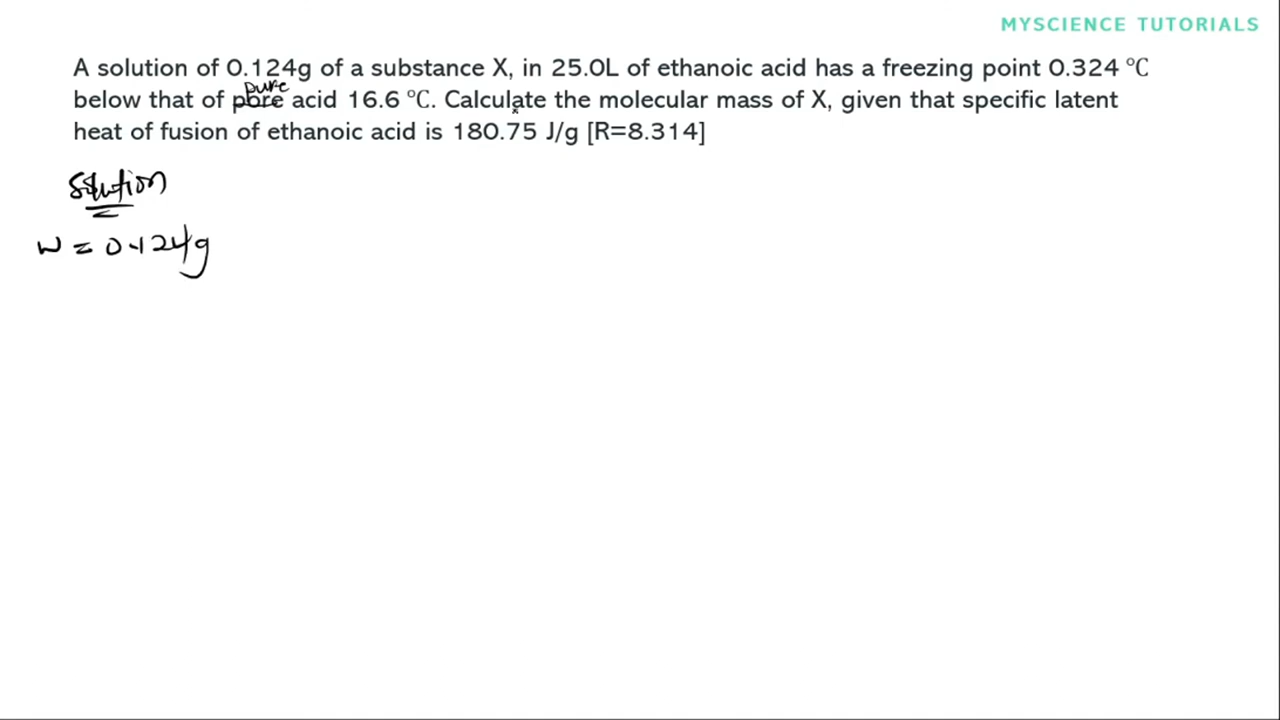 MYSCIENCE TUTORIALS
A solution of 0.124g of a substance X, in 25.0L of ethanoic acid has a freezing point 0.324 °C
pure
below that of pore acid 16.6 °C. Calculate the molecular mass of X, given that specific latent
heat of fusion of ethanoic acid is 180.75 J/g [R=8.314]
Solution
W = 0.124g